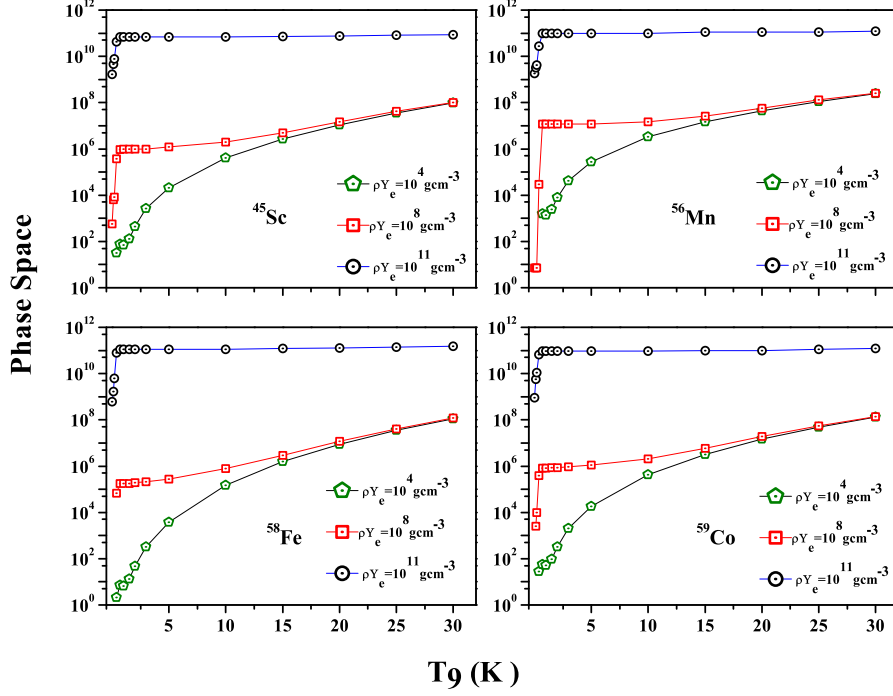 Phase Space
10^12
10^10
10^8
10^6
10^4
10^2
10^0
45Sc
ρY_e=10^4 gcm^-3
ρY_e=10^8 gcm^-3
ρY_e=10^11 gcm^-3
10^12
10^10
10^8
10^6
10^4
10^2
10^0
56Mn
ρY_e=10^4 gcm^-3
ρY_e=10^8 gcm^-3
ρY_e=10^11 gcm^-3
10^12
10^10
10^8
10^6
10^4
10^2
10^0
58Fe
ρY_e=10^4 gcm^-3
ρY_e=10^8 gcm^-3
ρY_e=10^11 gcm^-3
5 10 15 20 25 30
10^12
10^10
10^8
10^6
10^4
10^2
10^0
59Co
ρY_e=10^4 gcm^-3
ρY_e=10^8 gcm^-3
ρY_e=10^11 gcm^-3
5 10 15 20 25 30
T9 (K )